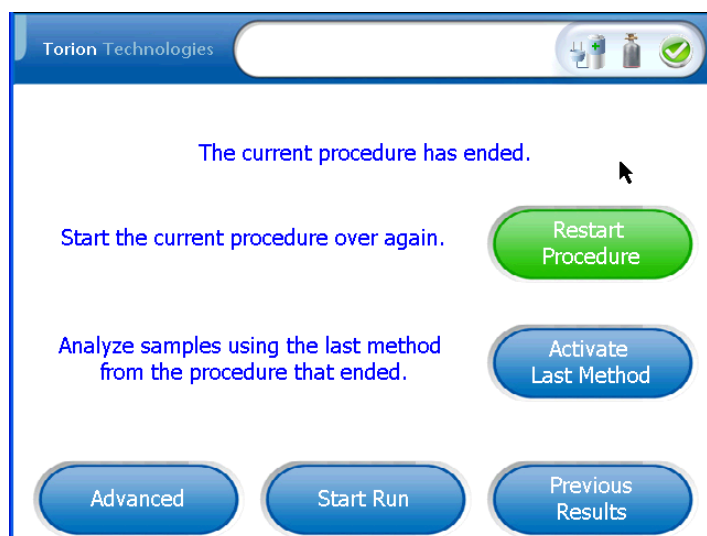 Torion Technologies
The current procedure has ended.
Start the current procedure over again.
Restart
Procedure
Analyze samples using the last method
from the procedure that ended.
Activate
Last Method
Advanced
Start Run
Previous
Results